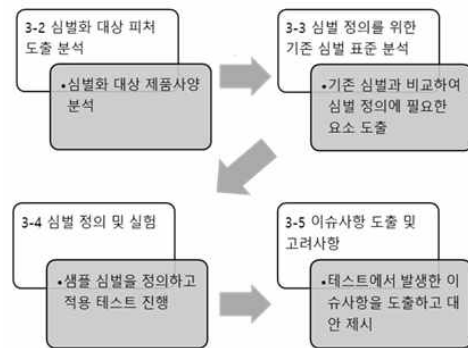 3-2 심벌화 대상 피처
도출 분석
•심벌화 대상 제품사양
분석
3-3 심벌 정의를 위한
기존 심벌 표준 분석
•기존 심벌과 비교하여
심벌 정의에 필요한
요소 도출
3-4 심벌 정의 및 실험
•샘플 심벌을 정의하고
적용 테스트 진행
3-5 이슈사항 도출 및
고려사항
•테스트에서 발생한 이
슈사항을 도출하고 대
안 제시